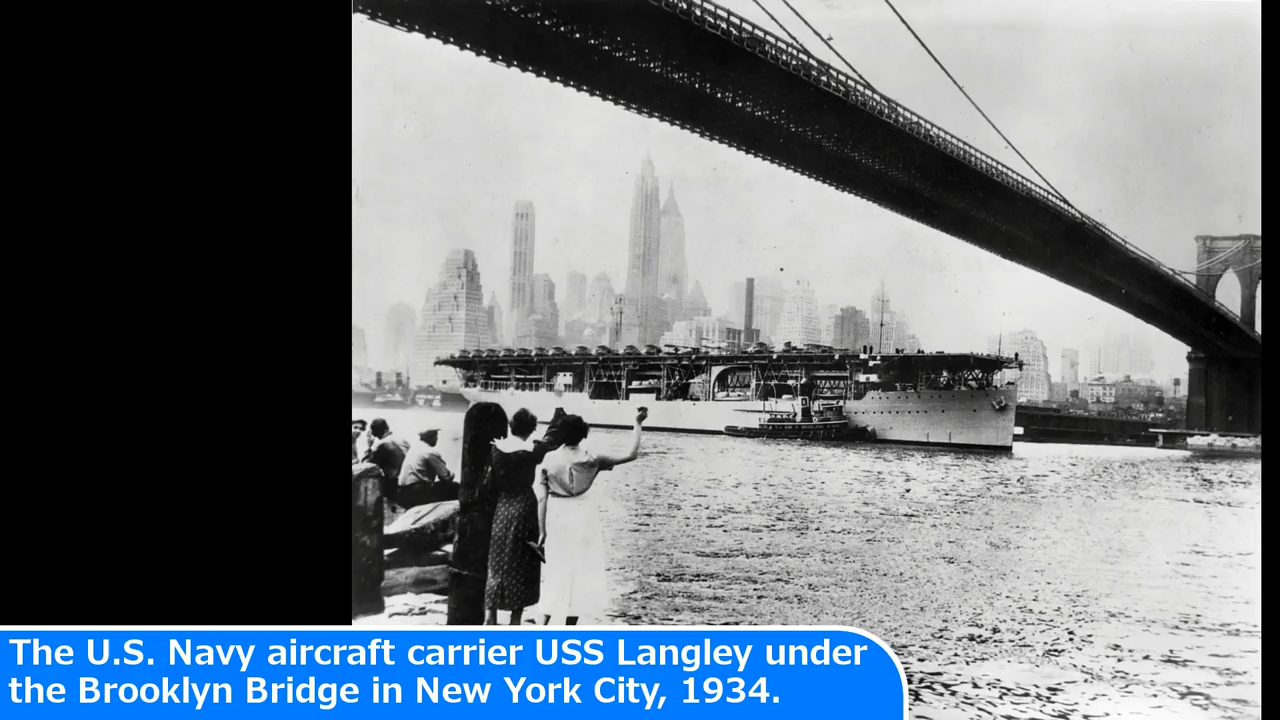 The U.S. Navy aircraft carrier USS Langley under
the Brooklyn Bridge in New York City, 1934.